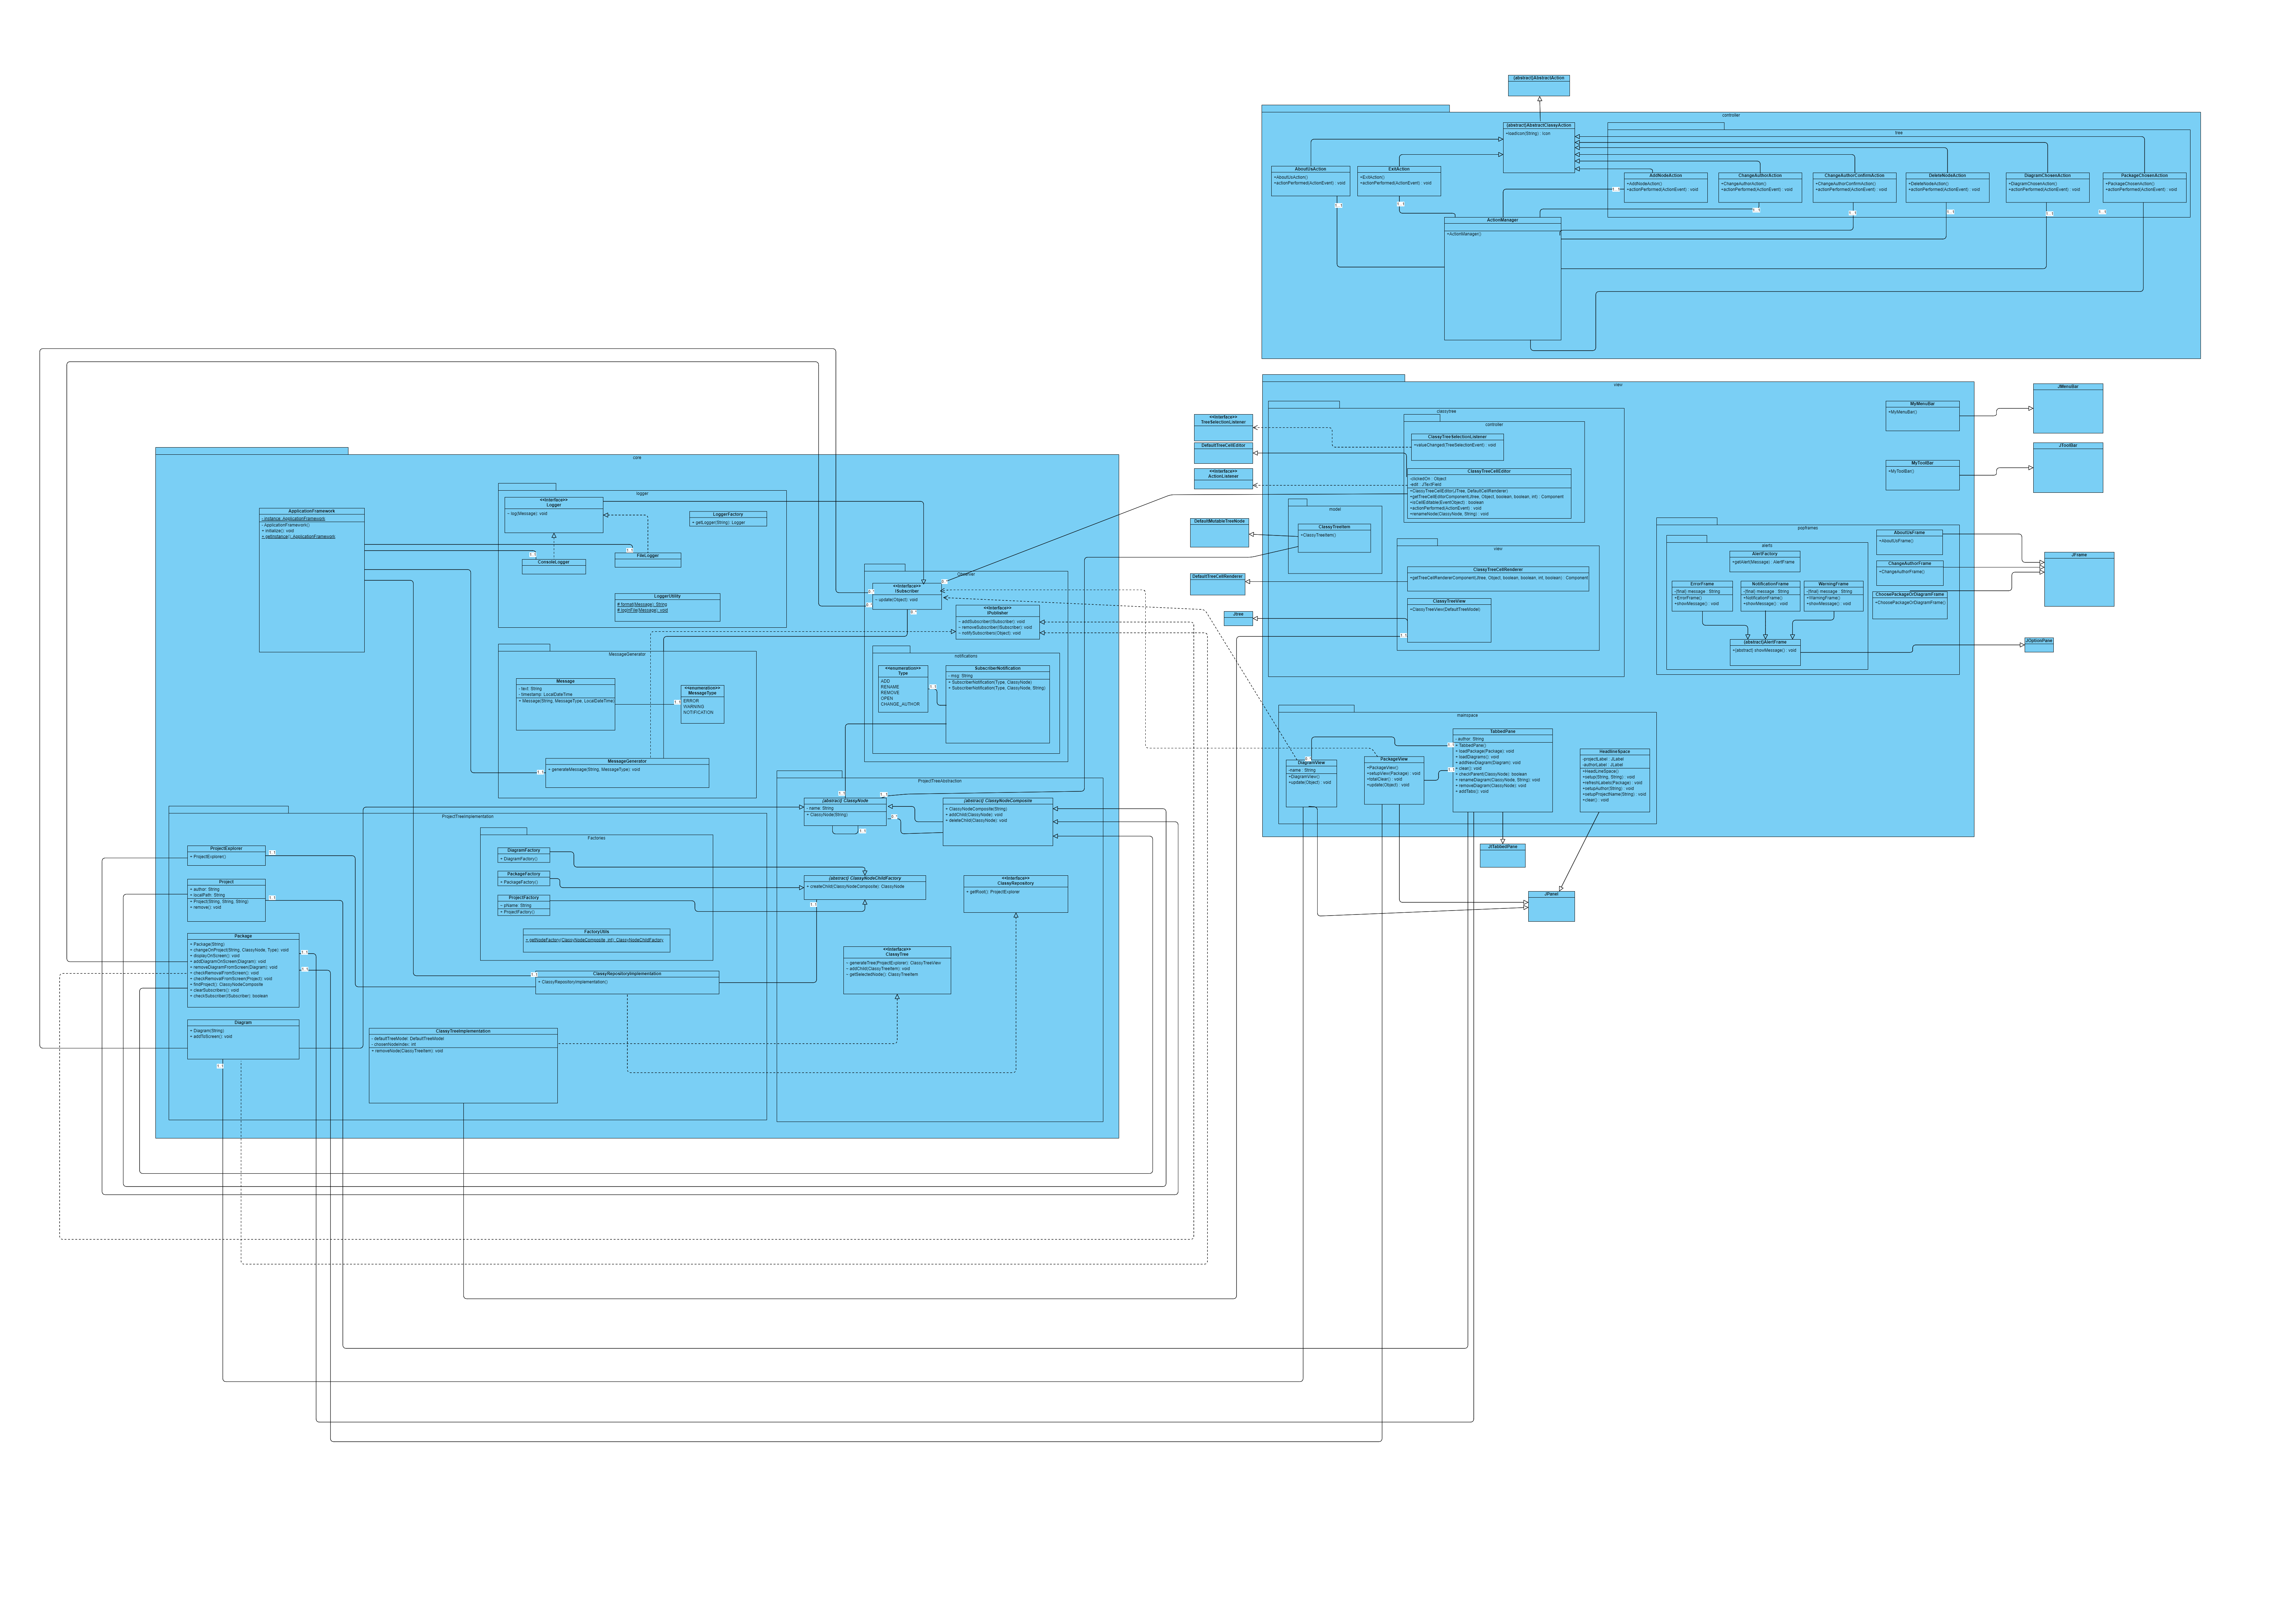 {abstract}AbstractAction
controller
{abstract}AbstractClassyAction
+loadIcon(String) : Icon
tree
AboutUsAction
+AboutUsAction()
+actionPerformed(ActionEvent) : void
ExitAction
+ExitAction()
+actionPerformed(ActionEvent) : void
AddNodeAction
+AddNodeAction()
+actionPerformed(ActionEvent) : void
ChangeAuthorAction
+ChangeAuthorAction()
+actionPerformed(ActionEvent) : void
ChangeAuthorConfirmAction
+ChangeAuthorConfirmAction()
+actionPerformed(ActionEvent) : void
DeleteNodeAction
+DeleteNodeAction()
+actionPerformed(ActionEvent) : void
DiagramChosenAction
+DiagramChosenAction()
+actionPerformed(ActionEvent) : void
PackageChosenAction
+PackageChosenAction()
+actionPerformed(ActionEvent) : void
ActionManager
+ActionManager()
view
classytree
controller
<<Interface>>
TreeSelectionListener
DefaultTreeCellEditor
<<Interface>>
ActionListener
ClassyTreeSelectionListener
+valueChanged(TreeSelectionEvent) : void
ClassyTreeCellEditor
-clickedOn : Object
-edit : JTextField
+ClassyTreeCellEditor(JTree, DefaultCellRenderer)
+getTreeCellEditorComponent(Jtree, Object, boolean, boolean, int) : Component
+isCellEditable(EventObject) : boolean
+actionPerformed(ActionEvent) : void
+renameNode(ClassyNode, String) : void
model
DefaultMutableTreeNode
ClassyTreeItem
+ClassyTreeItem()
view
DefaultTreeCellRenderer
ClassyTreeCellRenderer
+getTreeCellRendererComponent(Jtree, Object, boolean, boolean, int, boolean) : Component
Jtree
ClassyTreeView
+ClassyTreeView(DefaultTreeModel)
MyMenuBar
+MyMenuBar()
JMenuBar
MyToolBar
+MyToolBar()
JToolBar
popframes
alerts
AlertFactory
+getAlert(Message) : AlertFrame
ErrorFrame
-{final} message : String
+ErrorFrame()
+showMessage() : void
NotificationFrame
-{final} message : String
+NotificationFrame()
+showMessage() : void
WarningFrame
-{final} message : String
+WarningFrame()
+showMessage() : void
{abstract}AlertFrame
+{abstract} showMessage() : void
AboutUsFrame
+AboutUsFrame()
ChangeAuthorFrame
+ChangeAuthorFrame()
ChoosePackageOrDiagramFrame
+ChoosePackageOrDiagramFrame()
JFrame
JOptionPane
mainspace
DiagramView
-name : String
+DiagramView()
+update(Object) : void
PackageView
+PackageView()
+setupView(Package) : void
+totalClear() : void
+update(Object) : void
TabbedPane
- author: String
+ TabbedPane()
+ loadPackage(Package): void
+ loadDiagrams(): void
+ addNewDiagram(Diagram): void
+ clear(): void
+ checkParent(ClassyNode): boolean
+ renameDiagram(ClassyNode, String): void
+ removeDiagram(ClassyNode): void
+ addTabs(): void
HeadlineSpace
-projectLabel : JLabel
-authorLabel : JLabel
+HeadLineSpace()
+setup(String, String) : void
+refreshLabels(Package) : void
+setupAuthor(String) : void
+setupProjectName(String) : void
+clear() : void
JTabbedPane
JPanel
core
ApplicationFramework
- instance: ApplicationFramework
- ApplicationFramework()
+ initialize(): void
+ getInstance(): ApplicationFramework
logger
<<Interface>>
Logger
~ log(Message): void
LoggerFactory
+ getLogger(String): Logger
ConsoleLogger
FileLogger
LoggerUtility
# format(Message): String
# loginFile(Message): void
Observer
<<Interface>>
ISubscriber
~ update(Object): void
<<Interface>>
IPublisher
~ addSubscriber(ISubscriber): void
~ removeSubscriber(ISubscriber): void
~ notifySubscribers(Object): void
notifications
<<enumeration>>
Type
ADD
RENAME
REMOVE
OPEN
CHANGE_AUTHOR
SubscriberNotification
- msg: String
+ SubscriberNotification(Type, ClassyNode)
+ SubscriberNotification(Type, ClassyNode, String)
MessageGenerator
Message
- text: String
- timestamp: LocalDateTime
+ Message(String, MessageType, LocalDateTime)
<<enumeration>>
MessageType
ERROR
WARNING
NOTIFICATION
MessageGenerator
+ generateMessage(String, MessageType): void
ProjectTreeAbstraction
{abstract} ClassyNode
- name: String
+ ClassyNode(String)
{abstract} ClassyNodeComposite
+ ClassyNodeComposite(String)
+ addChild(ClassyNode): void
+ deleteChild(ClassyNode): void
{abstract} ClassyNodeChildFactory
+ createChild(ClassyNodeComposite): ClassyNode
<<Interface>>
ClassyRepository
+ getRoot(): ProjectExplorer
<<Interface>>
ClassyTree
~ generateTree(ProjectExplorer): ClassyTreeView
~ addChild(ClassyTreeItem): void
~ getSelectedNode(): ClassyTreeItem
ProjectTreeImplementation
ProjectExplorer
+ ProjectExplorer()
Project
+ author: String
+ localPath: String
+ Project(String, String, String)
+ remove(): void
Package
+ Package(String)
+ changeOnProject(String, ClassyNode, Type): void
+ displayOnScreen(): void
+ addDiagramOnScreen(Diagram): void
+ removeDiagramFromScreen(Diagram): void
+ checkRemovalFromScreen(): void
+ checkRemovalFromScreen(Project): void
+ findProject(): ClassyNodeComposite
+ clearSubscribers(): void
+ checkSubscriber(ISubscriber): boolean
Diagram
+ Diagram(String)
+ addToScreen(): void
Factories
DiagramFactory
+ DiagramFactory()
PackageFactory
+ PackageFactory()
ProjectFactory
- pName: String
+ ProjectFactory()
FactoryUtils
ClassyRepositoryImplementation
+ ClassyRepositoryImplementation()
ClassyTreeImplementation
- defaultTreeModel: DefaultTreeModel
- chosenNodeIndex: int
+ removeNode(ClassyTreeItem): void